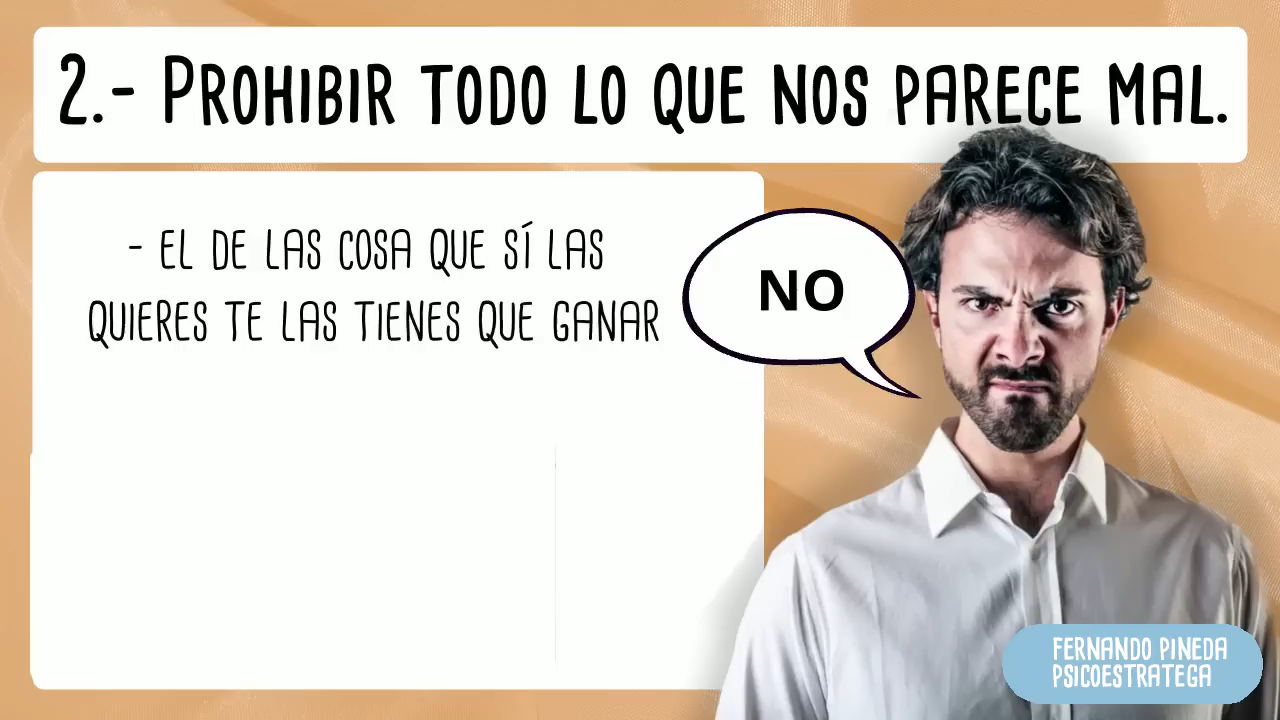 2.- PROHIBIR TODO LO QUE NOS PARECE MAL.
- EL DE LAS COSA QUE SÍ LAS
QUIERES TE LAS TIENES QUE GANAR
NO
FERNANDO PINEDA
PSICOESTRATEGA